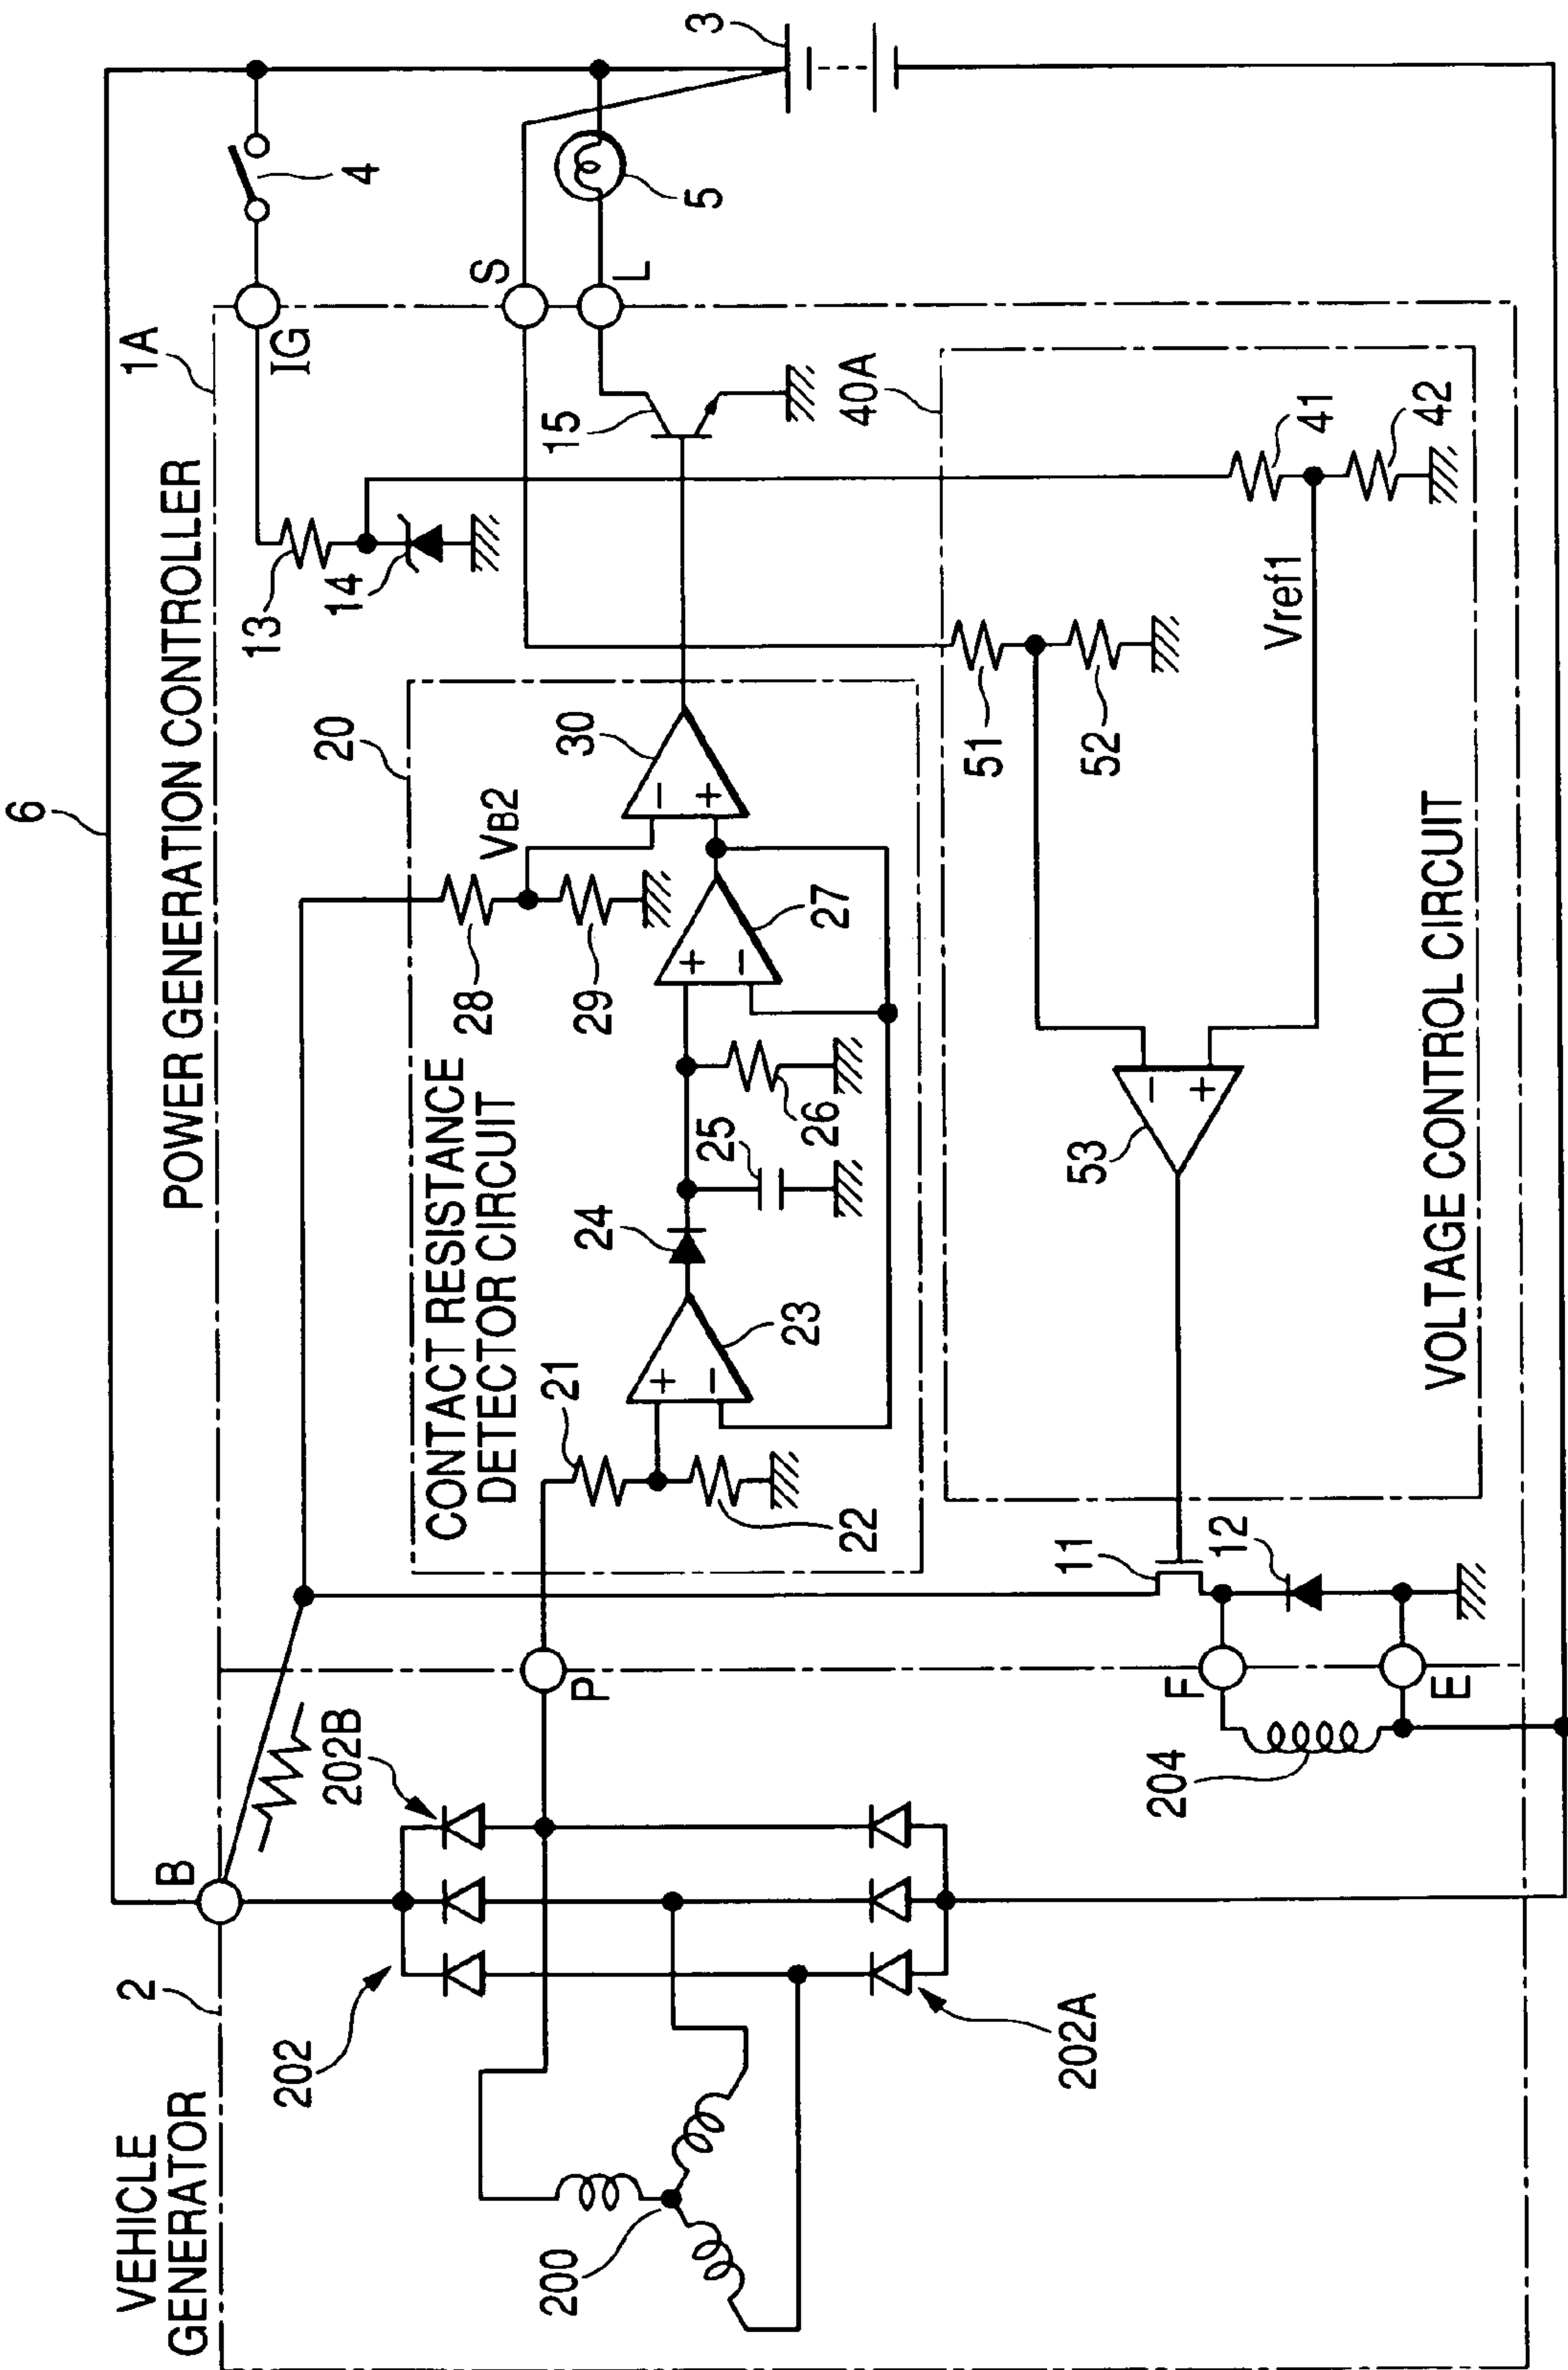 6
VEHICLE
GENERATOR
2
B
POWER GENERATION CONTROLLER
1A
3
4
IG
S
L
5
202
202B
202A
200
P
F
E
204
13
14
15
20
CONTACT RESISTANCE
DETECTOR CIRCUIT
21
22
23
24
25
26
27
28
29
VB2
30
40A
41
42
51
52
Vref1
53
VOLTAGE CONTROL CIRCUIT
11
12
+
-
+
-
-
+
-
+